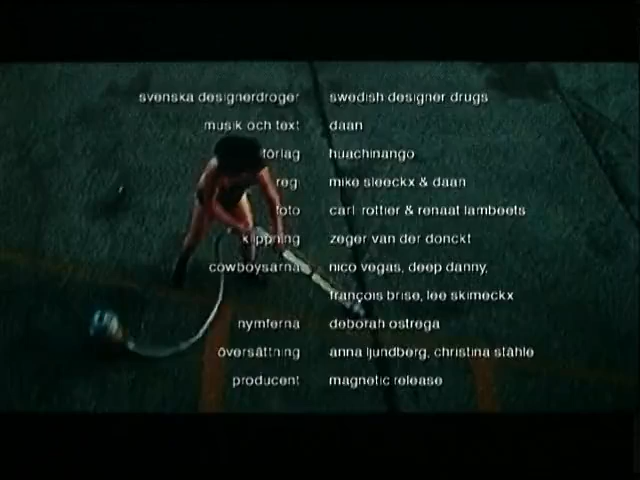 svenska designerdroger swedish designer drugs
musik och text daan
förlag huachinango
regi mike sleeckx & daan
foto carl rottier & renaat lambeets
klippning zeger van der donckt
cowboysarna nico vegas, deep danny,
françois brise, lee skimeckx
nymferna deborah ostrega
översättning anna ljundberg, christina ståhle
producent magnetic release